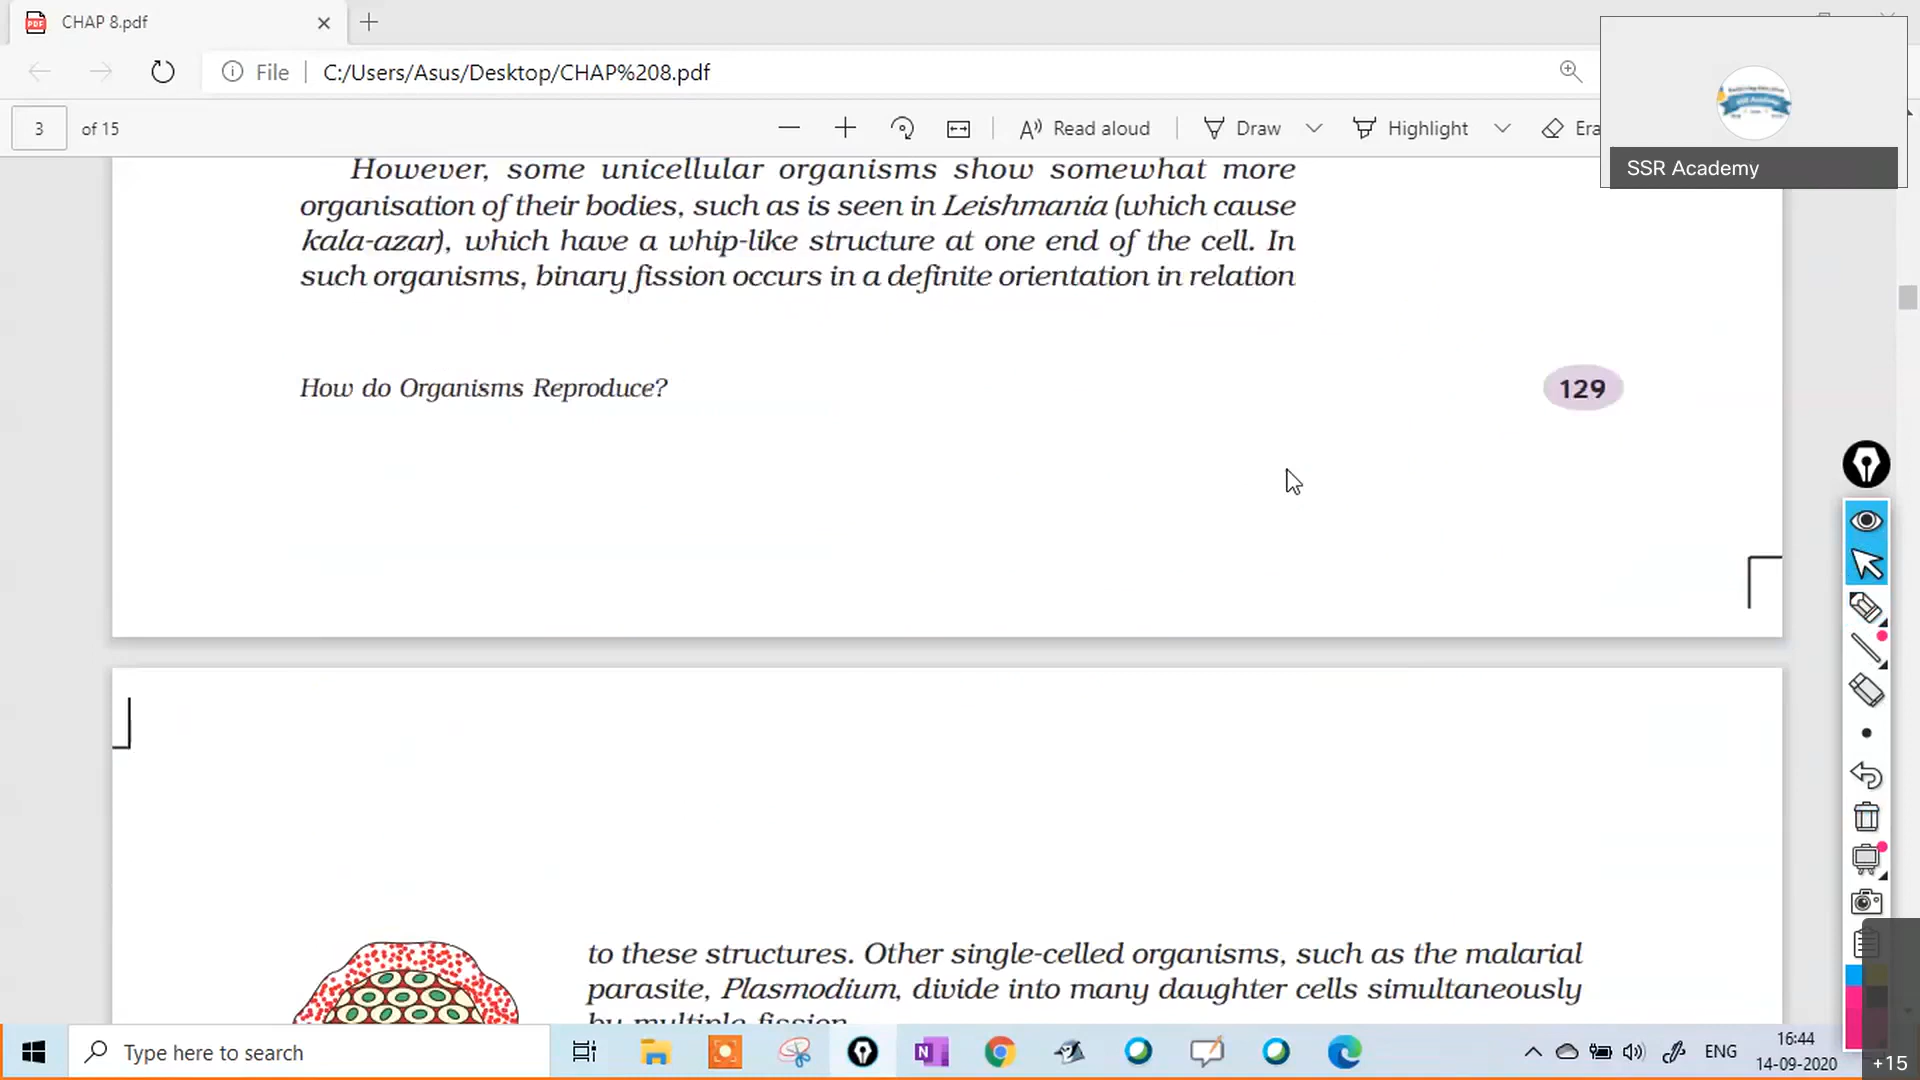 CHAP 8.pdf
File
C:/Users/Asus/Desktop/CHAP%208.pdf
3 of 15
Read aloud
Draw
Highlight
Era
SSR Academy
However, some unicellular organisms show somewhat more
organisation of their bodies, such as is seen in Leishmania (which cause
kala-azar), which have a whip-like structure at one end of the cell. In
such organisms, binary fission occurs in a definite orientation in relation
How do Organisms Reproduce?
129
to these structures. Other single-celled organisms, such as the malarial
parasite, Plasmodium, divide into many daughter cells simultaneously
by multiple fission.
Type here to search
ENG
16:44
14-09-2020
+15